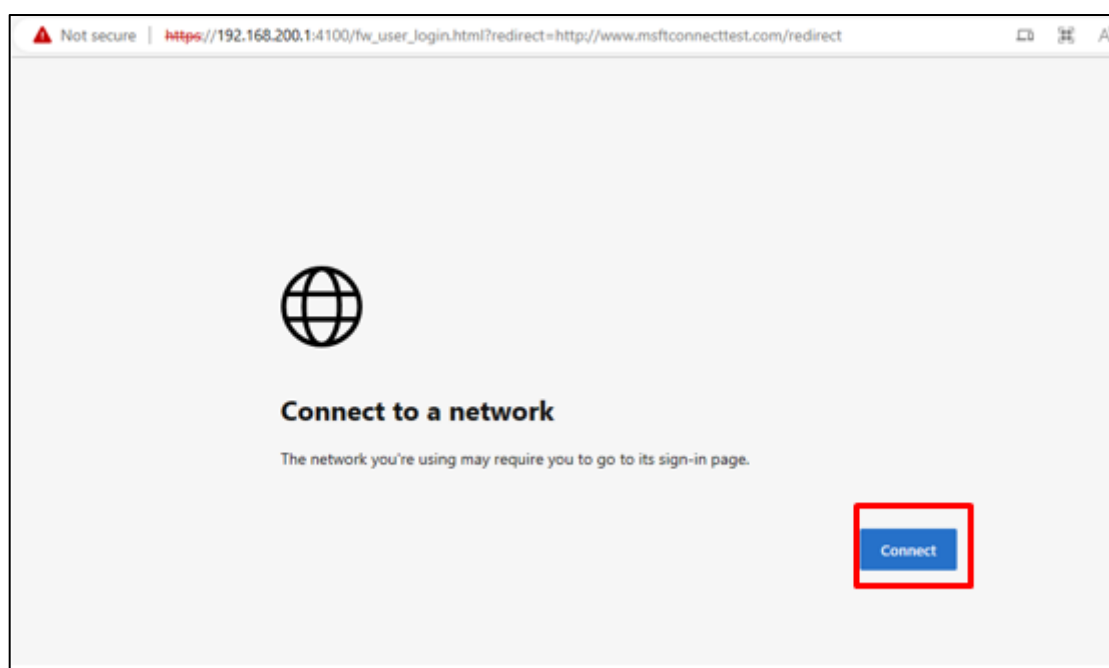 Not secure | https://192.168.200.1:4100/fw_user_login.html?redirect=http://www.msftconnecttest.com/redirect
Connect to a network
The network you're using may require you to go to its sign-in page.
Connect